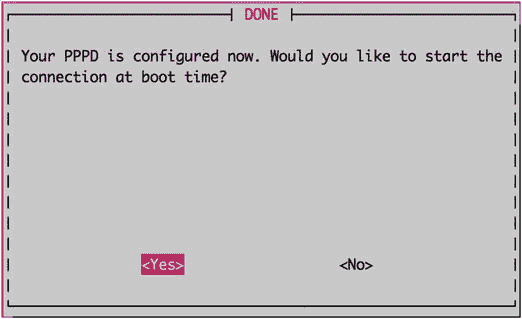 DONE
Your PPPD is configured now. Would you like to start the
connection at boot time?
<Yes> <No>